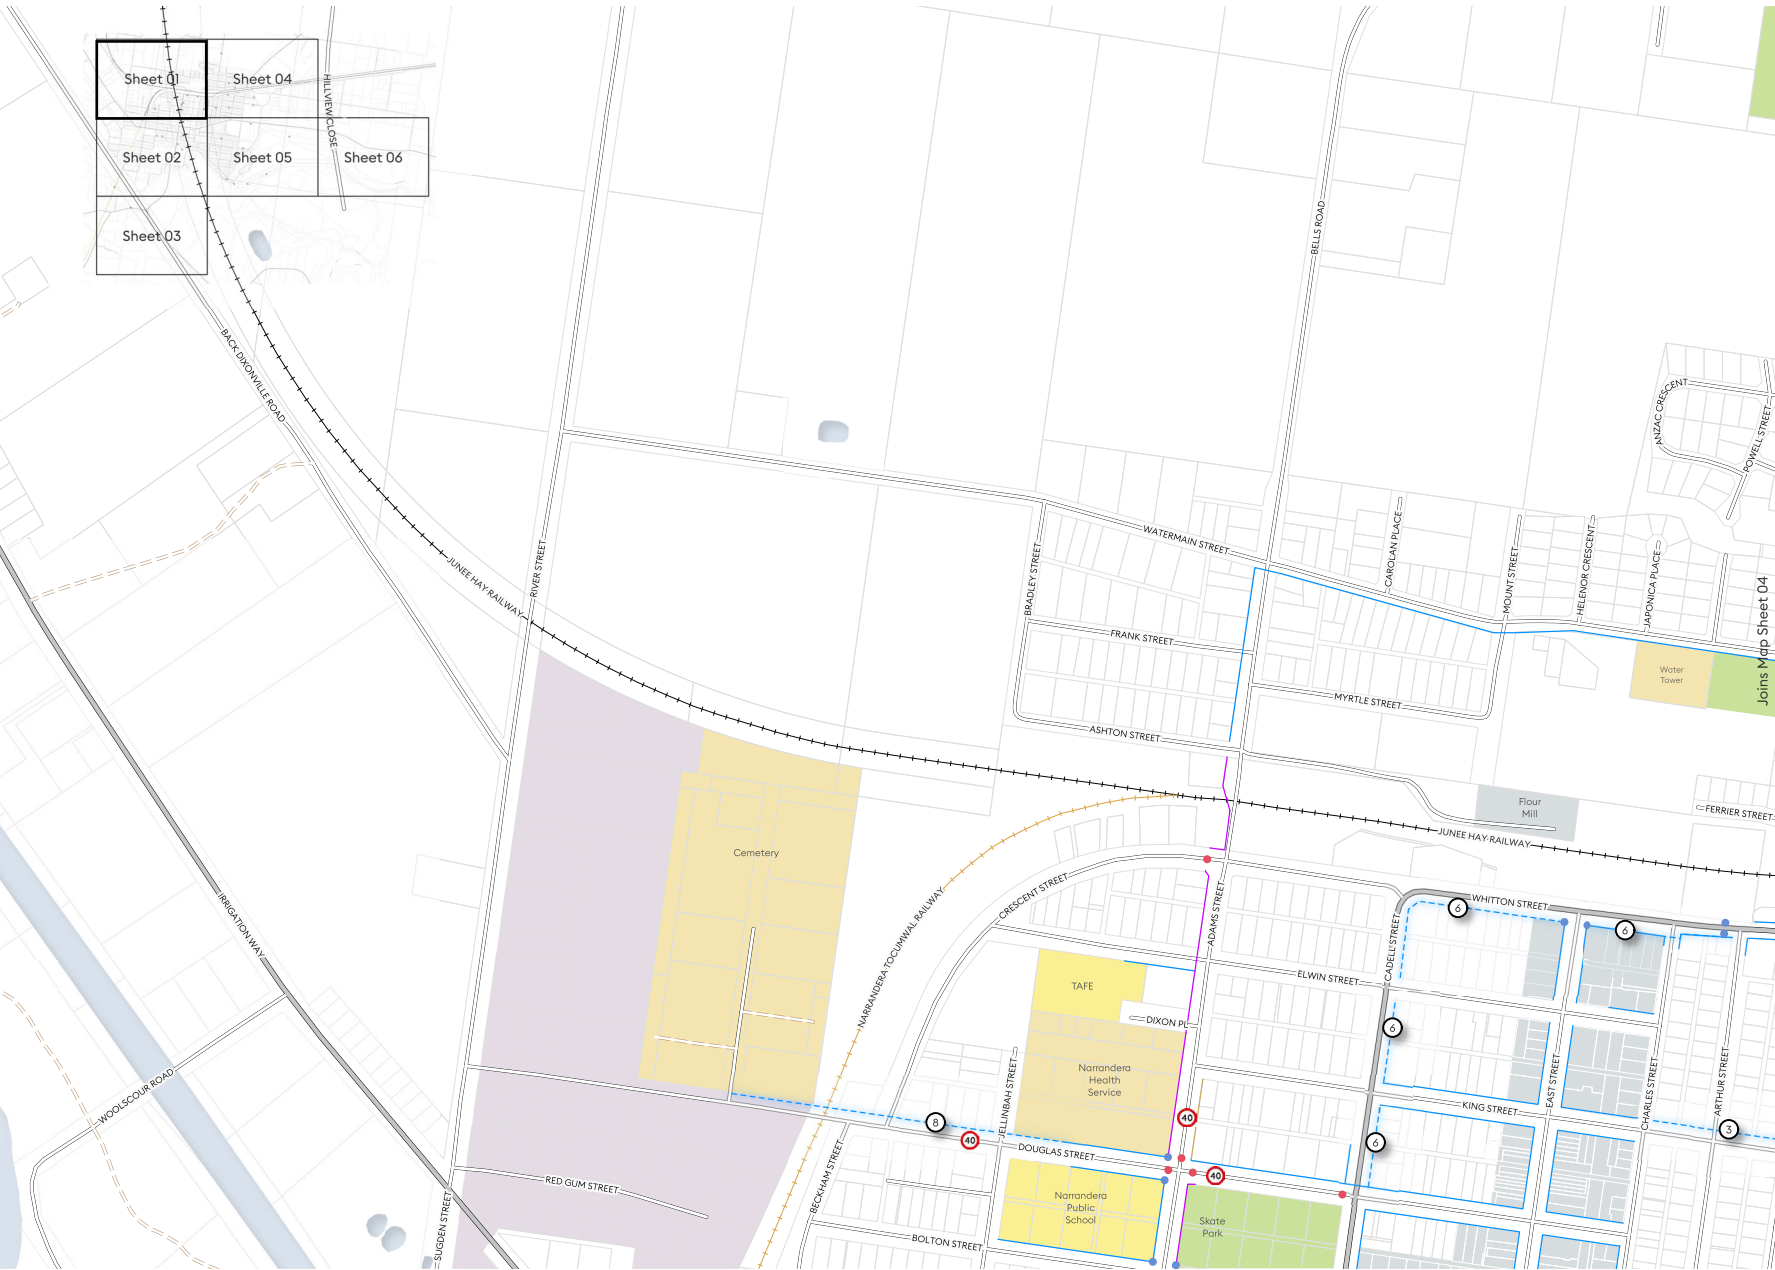 Sheet 01
Sheet 04
Sheet 02
Sheet 05
Sheet 06
Sheet 03
HILLVIEW CLOSE
BACK DIXONVILLE ROAD
BELLS ROAD
ANZAC CRESCENT
POWELL STREET
JUNEE HAY RAILWAY
RIVER STREET
WATERMAIN STREET
BRADLEY STREET
CAROLAN PLACE
MOUNT STREET
HELENOR CRESCENT
JAPONICA PLACE
FRANK STREET
MYRTLE STREET
ASHTON STREET
Water
Tower
Joins Map Sheet 04
Flour
Mill
FERRIER STREET
JUNEE HAY RAILWAY
Cemetery
NARRANDERA TOCUMWAL RAILWAY
CRESCENT STREET
ADAMS STREET
WHITTON STREET
6
6
CADELL STREET
ELWIN STREET
TAFE
DIXON PL
6
IRRIGATION WAY
WOOLSCOUR ROAD
Narrandera
Health
Service
JELLINBAH STREET
EAST STREET
CHARLES STREET
ARTHUR STREET
KING STREET
40
8
40
6
3
DOUGLAS STREET
40
BECKHAM STREET
RED GUM STREET
SUGDEN STREET
Narrandera
Public
School
Skate
Park
BOLTON STREET